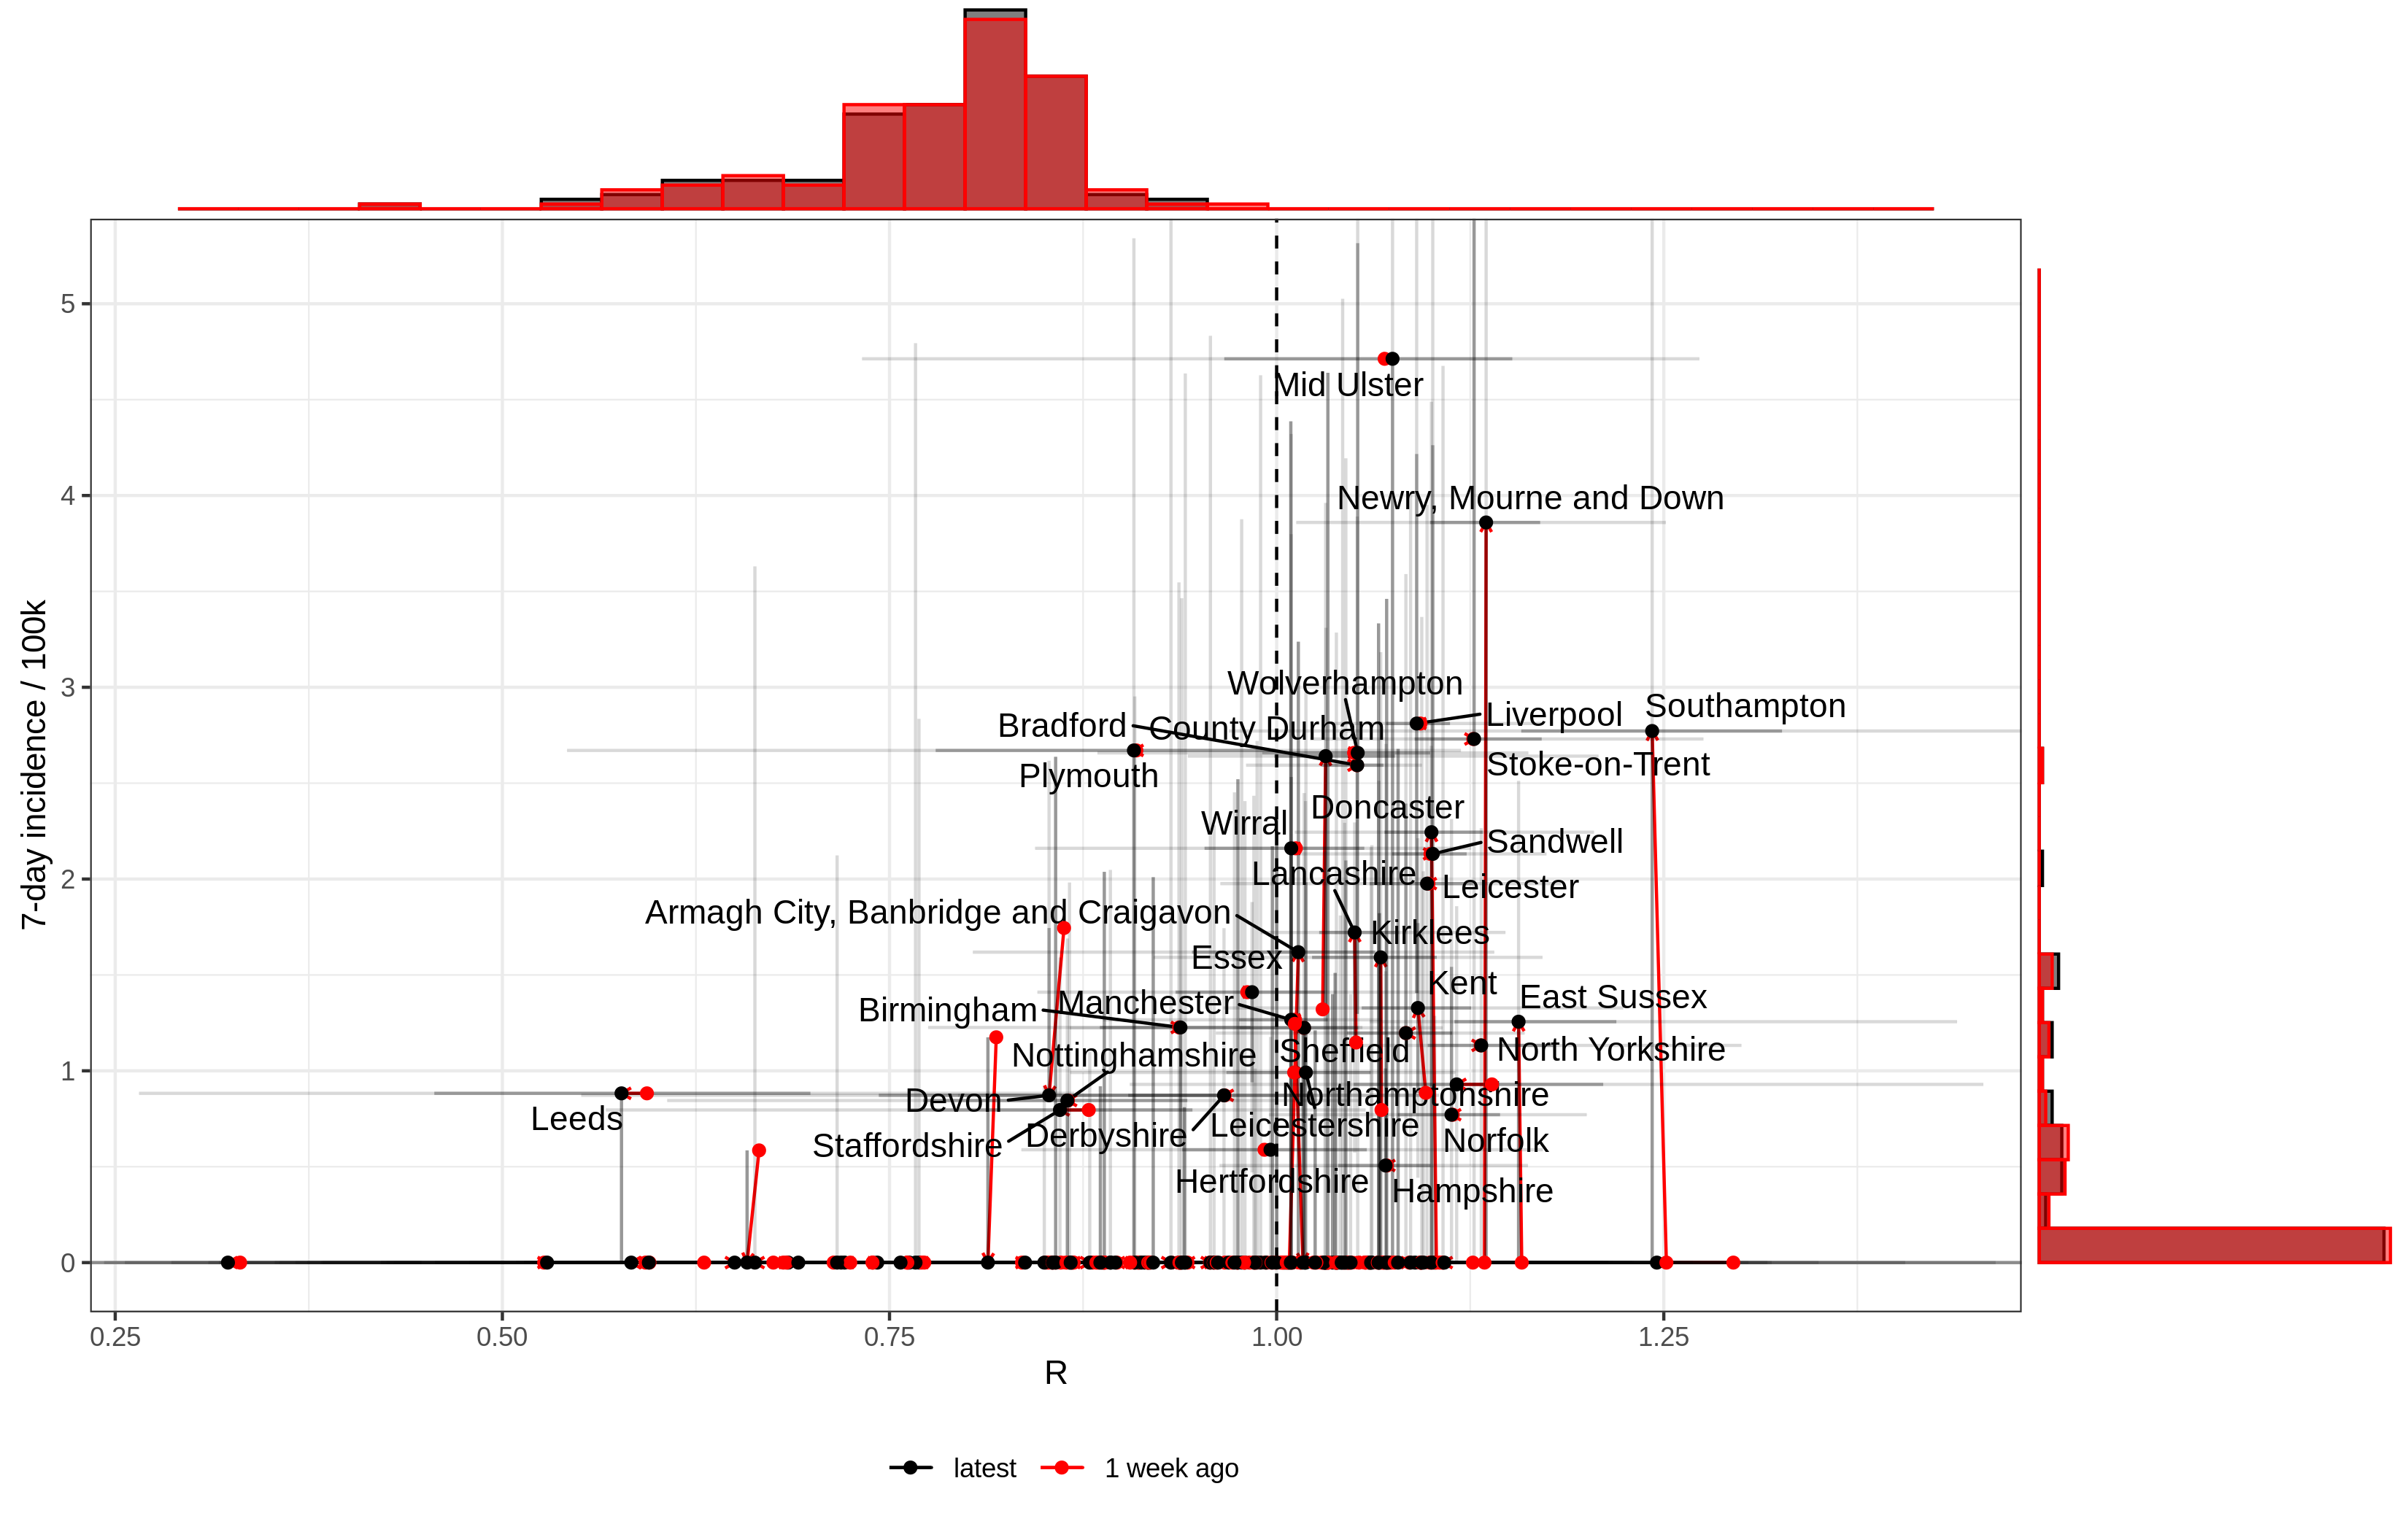 5
4
3
2
1
0
7-day incidence / 100k
Mid Ulster
Newry, Mourne and Down
Wolverhampton
Southampton
Liverpool
Bradford
County Durham
Stoke-on-Trent
Plymouth
Doncaster
Wirral
Sandwell
Lancashire
Leicester
Armagh City, Banbridge and Craigavon
Kirklees
Essex
Kent
East Sussex
Manchester
Birmingham
Nottinghamshire
Sheffield
North Yorkshire
Devon
Northamptonshire
Leeds
Leicestershire
Derbyshire
Staffordshire
Norfolk
Hertfordshire
Hampshire
0.25
0.50
0.75
1.00
1.25
R
latest
1 week ago